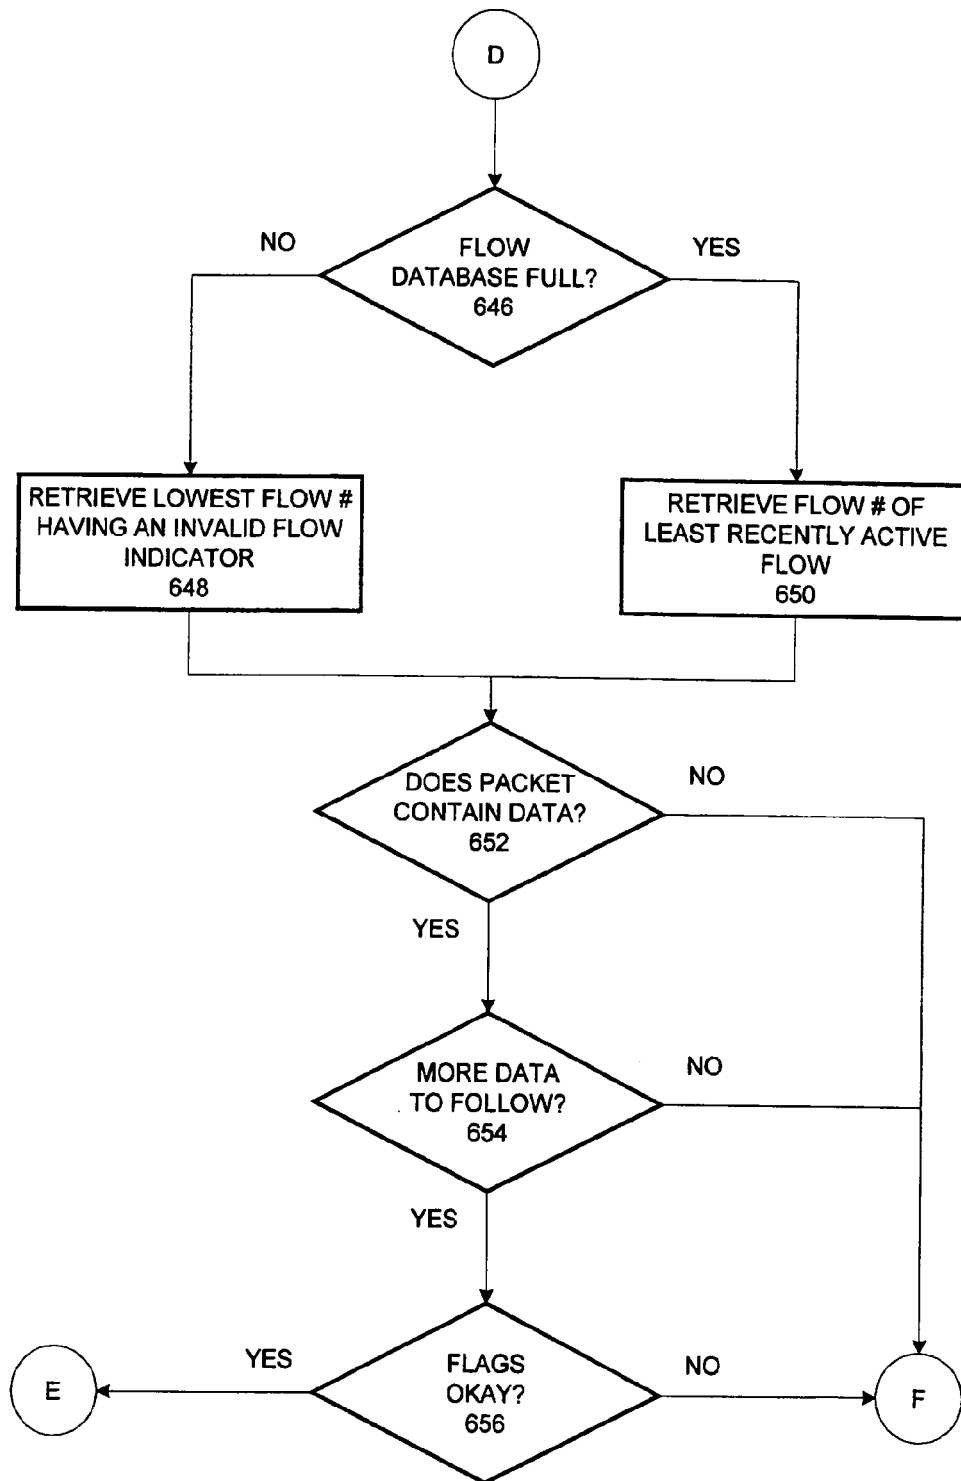 D
NO
FLOW
DATABASE FULL?
646
YES
RETRIEVE LOWEST FLOW #
HAVING AN INVALID FLOW
INDICATOR
648
RETRIEVE FLOW # OF
LEAST RECENTLY ACTIVE
FLOW
650
DOES PACKET
CONTAIN DATA?
652
NO
YES
MORE DATA
TO FOLLOW?
654
NO
YES
E
YES
FLAGS
OKAY?
656
NO
F